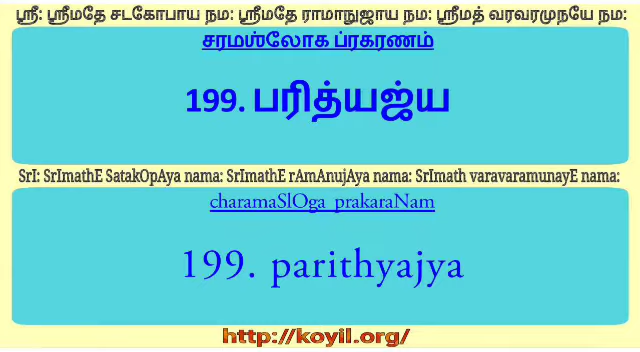 ஸ்ரீ: ஸ்ரீமதே சடகோபாய நம: ஸ்ரீமதே ராமாநுஜாய நம: ஸ்ரீமத் வரவரமுநயே நம:
சரமஸ்லோக ப்ரகரணம்
199. பரித்யஜ்ய
SrI: SrImathE SatakOpAya nama: SrImathE rAmAnujAya nama: SrImath varavaramunayE nama:
charamaSlOga prakaraNam
199. parithyajya
http://koyil.org/